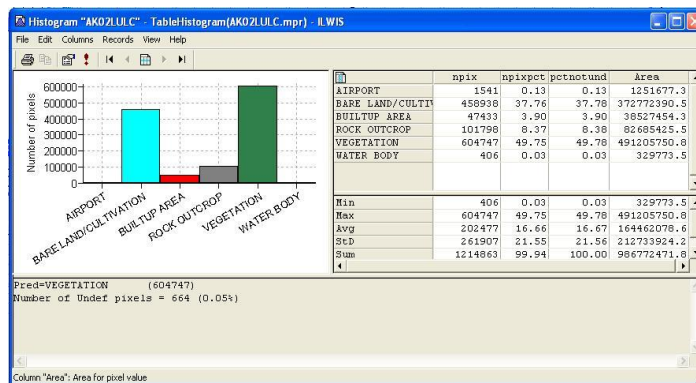 Histogram "AK02LULC" - TableHistogram(AK02LULC.mpr) - ILWIS
File Edit Columns Records View Help
Number of pixels
600000
500000
400000
300000
200000
100000
0
AIRPORT
BARE LAND/CULTIVATION
BUILTUP AREA
ROCK OUTCROP
VEGETATION
WATER BODY
npix npixpct pctnotund Area
AIRPORT 1541 0.13 0.13 1251677.3
BARE LAND/CULTIV 458938 37.76 37.78 372772390.5
BUILTUP AREA 47433 3.90 3.90 38527454.3
ROCK OUTCROP 101798 8.37 8.38 82685425.5
VEGETATION 604747 49.75 49.78 491205750.8
WATER BODY 406 0.03 0.03 329773.5
Min 406 0.03 0.03 329773.5
Max 604747 49.75 49.78 491205750.8
Avg 202477 16.66 16.67 164462078.6
StD 261907 21.55 21.56 212733924.2
Sum 1214863 99.94 100.00 986772471.8
Pred=VEGETATION (604747)
Number of Undef pixels = 664 (0.05%)
Column "Area": Area for pixel value